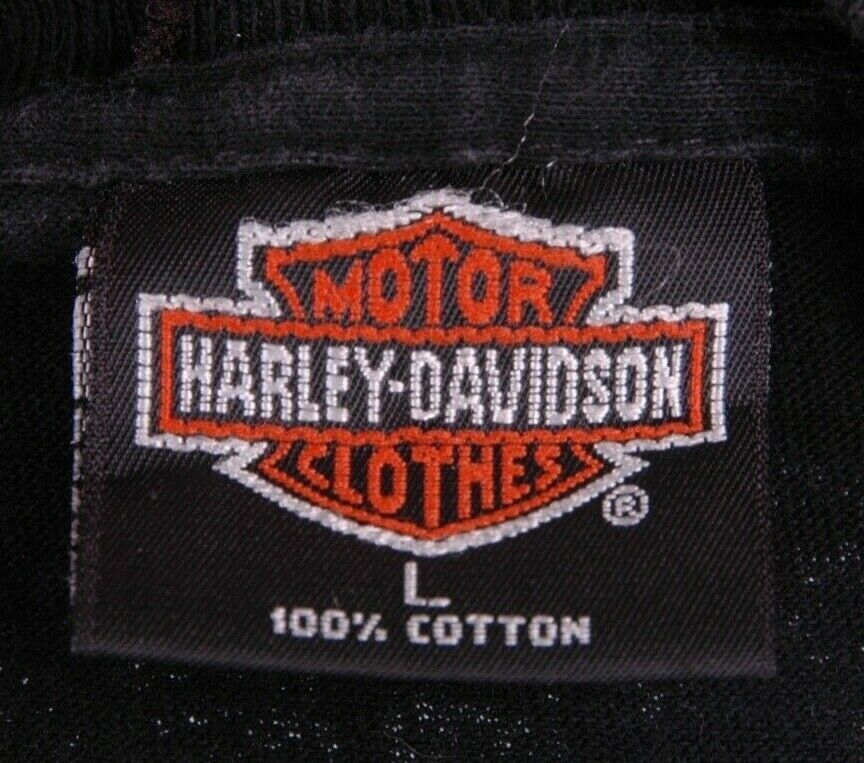 MOTOR
HARLEY-DAVIDSON
CLOTHES
®
L
100% COTTON